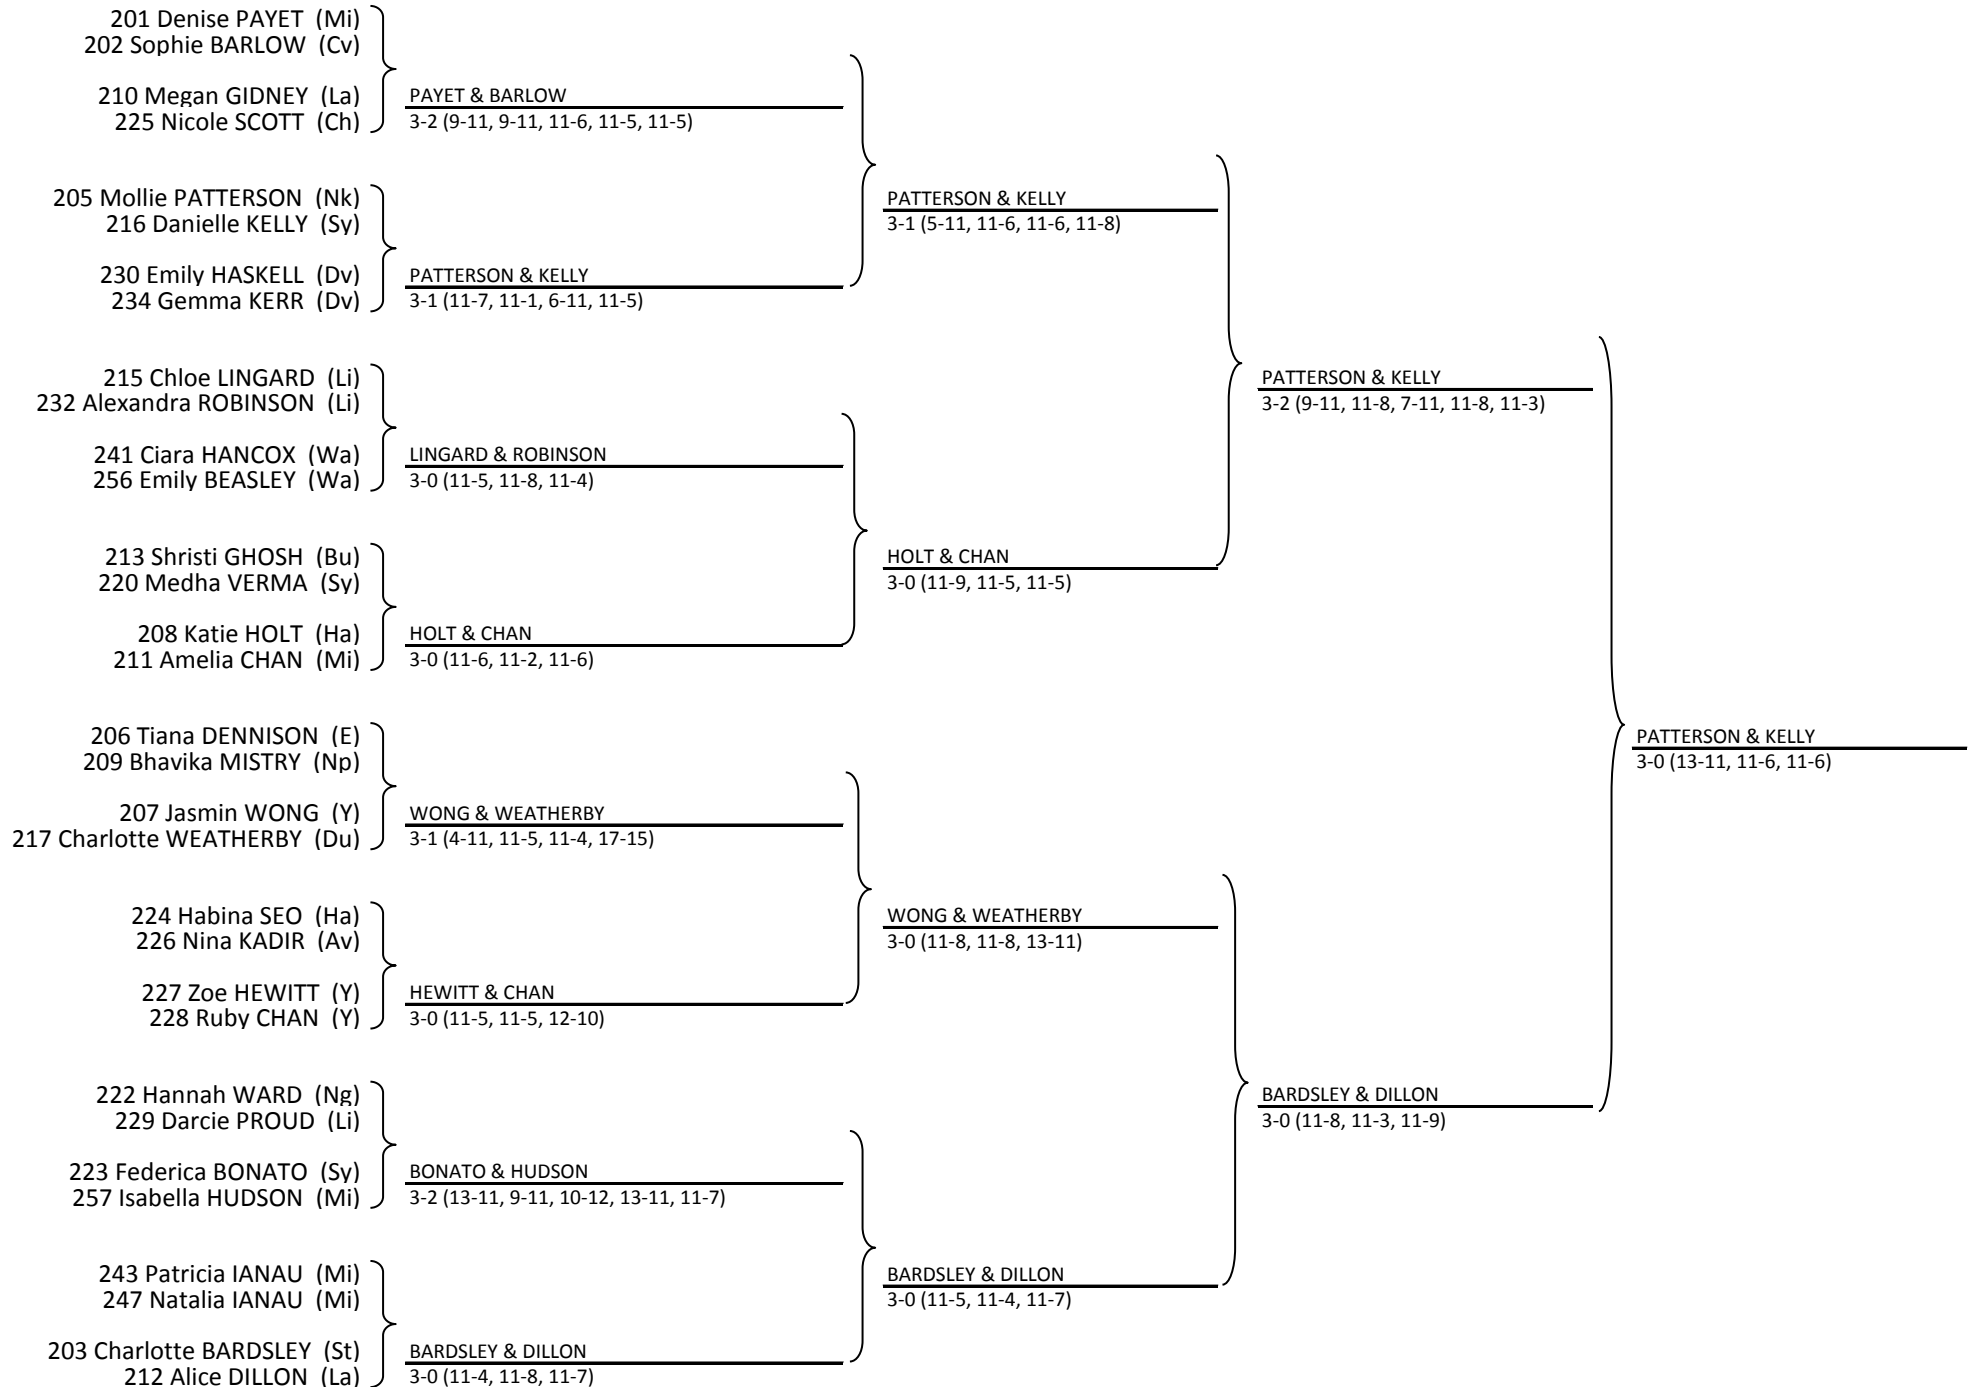 201 Denise PAYET (Mi)
202 Sophie BARLOW (Cv)
210 Megan GIDNEY (La)
225 Nicole SCOTT (Ch)
205 Mollie PATTERSON (Nk)
216 Danielle KELLY (Sy)
230 Emily HASKELL (Dv)
234 Gemma KERR (Dv)
215 Chloe LINGARD (Li)
232 Alexandra ROBINSON (Li)
241 Ciara HANCOX (Wa)
256 Emily BEASLEY (Wa)
213 Shristi GHOSH (Bu)
220 Medha VERMA (Sy)
208 Katie HOLT (Ha)
211 Amelia CHAN (Mi)
206 Tiana DENNISON (E)
209 Bhavika MISTRY (Np)
207 Jasmin WONG (Y)
217 Charlotte WEATHERBY (Du)
224 Habina SEO (Ha)
226 Nina KADIR (Av)
227 Zoe HEWITT (Y)
228 Ruby CHAN (Y)
222 Hannah WARD (Ng)
229 Darcie PROUD (Li)
223 Federica BONATO (Sy)
257 Isabella HUDSON (Mi)
243 Patricia IANAU (Mi)
247 Natalia IANAU (Mi)
203 Charlotte BARDSLEY (St)
212 Alice DILLON (La)
PAYET & BARLOW
3-2 (9-11, 9-11, 11-6, 11-5, 11-5)
PATTERSON & KELLY
3-1 (11-7, 11-1, 6-11, 11-5)
LINGARD & ROBINSON
3-0 (11-5, 11-8, 11-4)
HOLT & CHAN
3-0 (11-6, 11-2, 11-6)
WONG & WEATHERBY
3-1 (4-11, 11-5, 11-4, 17-15)
HEWITT & CHAN
3-0 (11-5, 11-5, 12-10)
BONATO & HUDSON
3-2 (13-11, 9-11, 10-12, 13-11, 11-7)
BARDSLEY & DILLON
3-0 (11-4, 11-8, 11-7)
PATTERSON & KELLY
3-1 (5-11, 11-6, 11-6, 11-8)
HOLT & CHAN
3-0 (11-9, 11-5, 11-5)
WONG & WEATHERBY
3-0 (11-8, 11-8, 13-11)
BARDSLEY & DILLON
3-0 (11-5, 11-4, 11-7)
PATTERSON & KELLY
3-2 (9-11, 11-8, 7-11, 11-8, 11-3)
BARDSLEY & DILLON
3-0 (11-8, 11-3, 11-9)
PATTERSON & KELLY
3-0 (13-11, 11-6, 11-6)